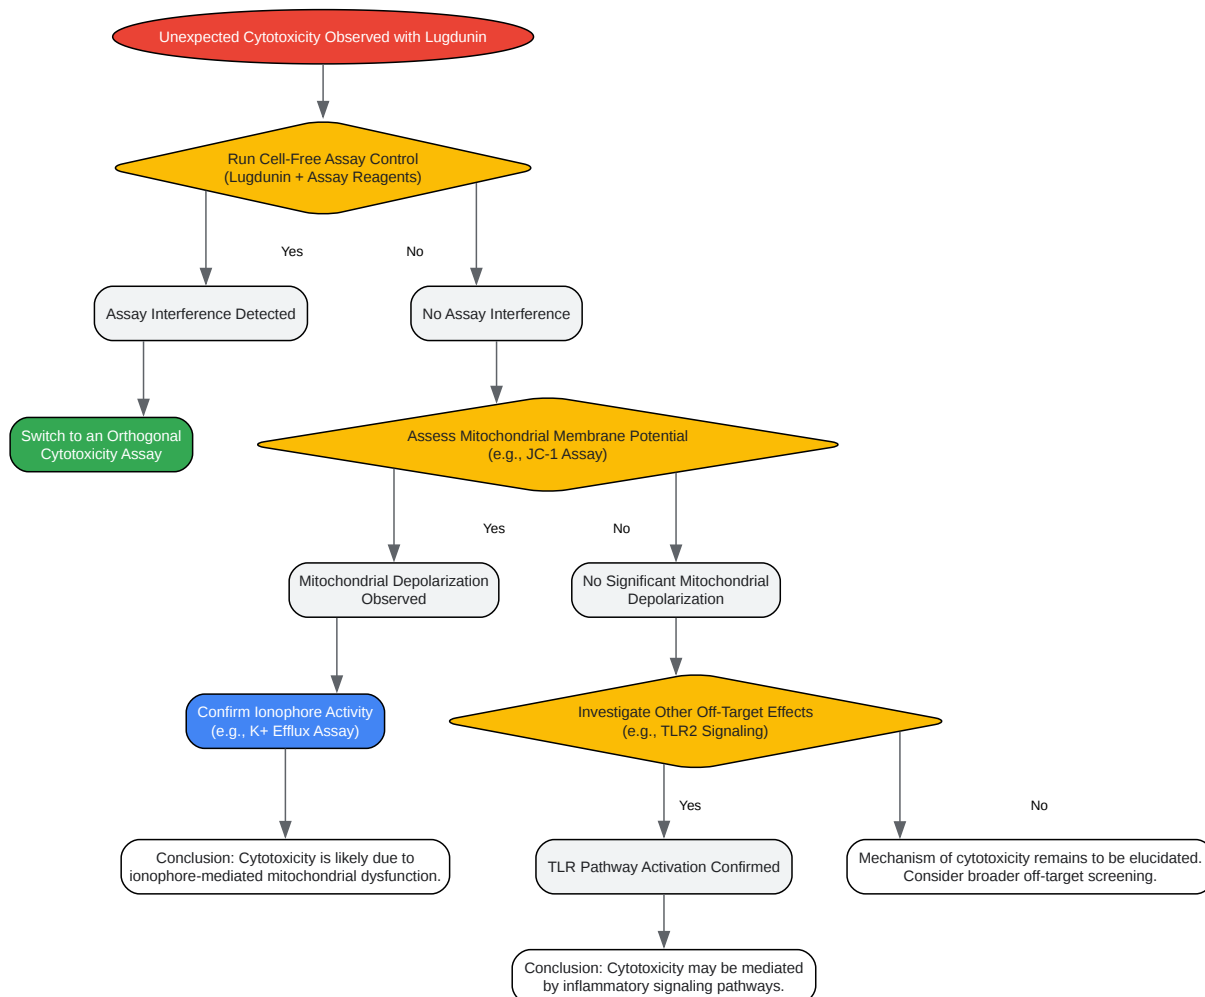 Unexpected Cytotoxicity Observed with Lugdunin
Run Cell-Free Assay Control
(Lugdunin + Assay Reagents)
Yes
No
Assay Interference Detected
No Assay Interference
Switch to an Orthogonal
Cytotoxicity Assay
Assess Mitochondrial Membrane Potential
(e.g., JC-1 Assay)
Yes
No
Mitochondrial Depolarization
Observed
No Significant Mitochondrial
Depolarization
Confirm Ionophore Activity
(e.g., K+ Efflux Assay)
Investigate Other Off-Target Effects
(e.g., TLR2 Signaling)
Yes
No
Conclusion: Cytotoxicity is likely due to
ionophore-mediated mitochondrial dysfunction.
TLR Pathway Activation Confirmed
Mechanism of cytotoxicity remains to be elucidated.
Consider broader off-target screening.
Conclusion: Cytotoxicity may be mediated
by inflammatory signaling pathways.